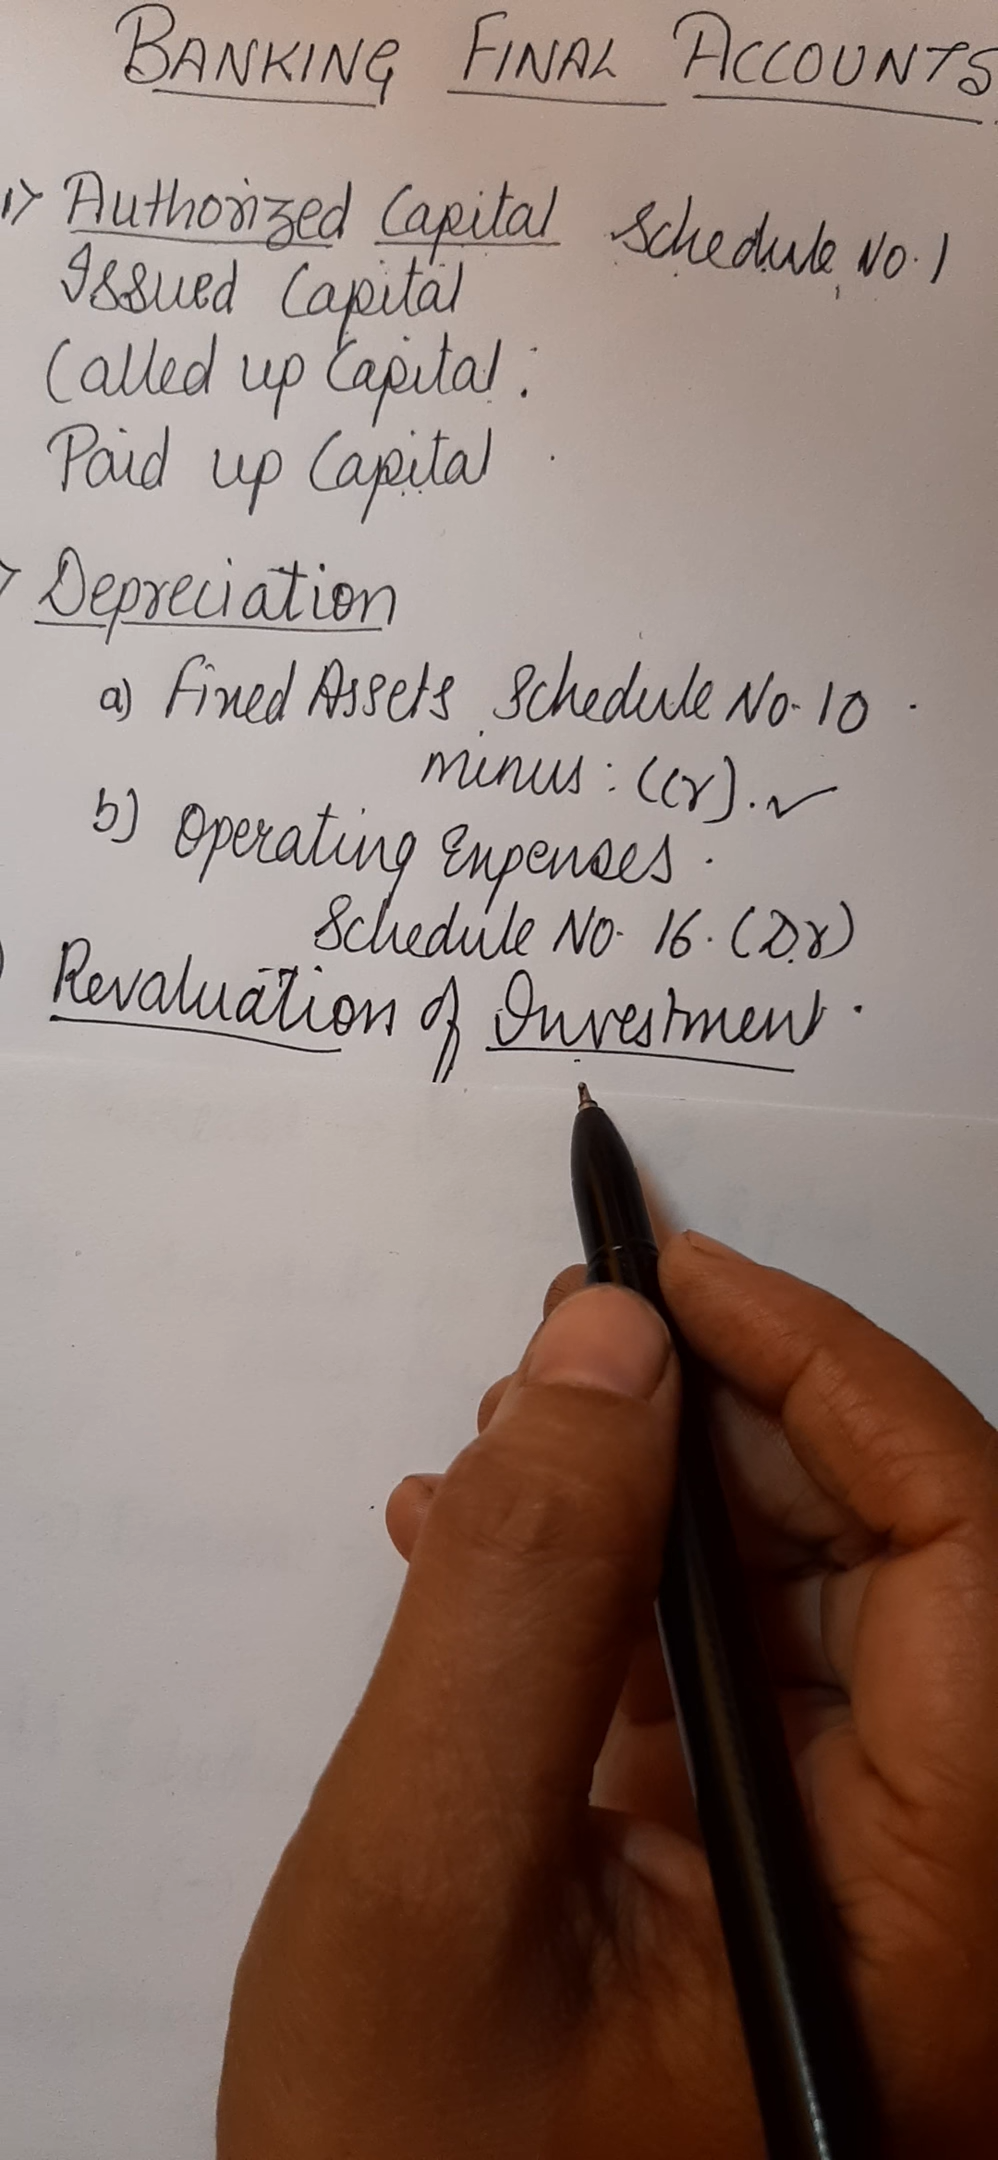 BANKING FINAL ACCOUNTS
1> Authorized Capital Schedule No. 1
Issued Capital
Called up Capital :
Paid up Capital .
> Depreciation
a) Fixed Assets Schedule No. 10 .
minus : (Cr). ✓
b) Operating Expenses .
Schedule No. 16. (Dr)
) Revaluation of Investment .